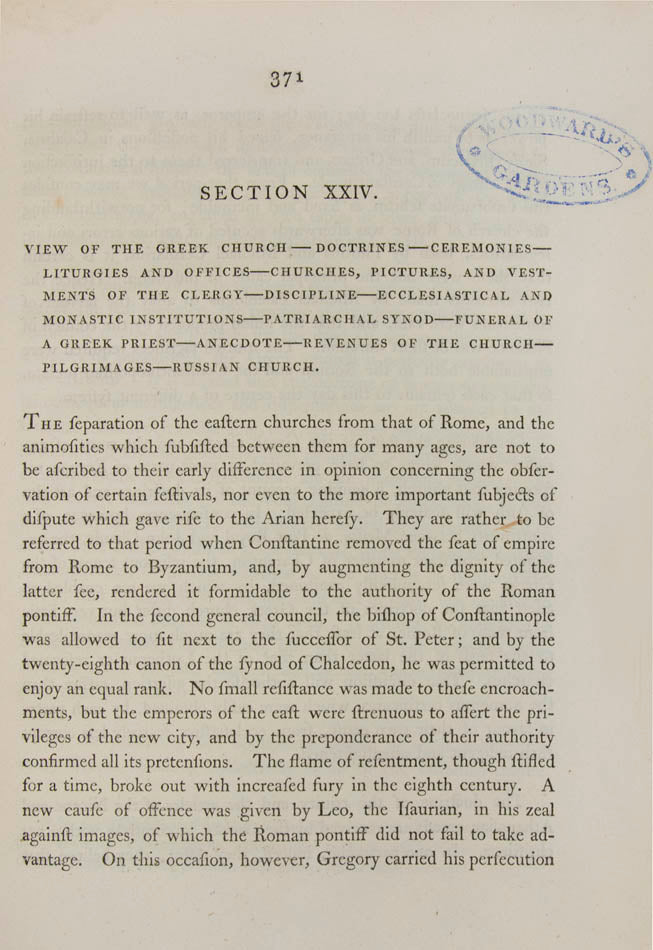 371
WOODWARD'S
GARDENS.
SECTION XXIV.
VIEW OF THE GREEK CHURCH — DOCTRINES — CEREMONIES—
LITURGIES AND OFFICES—CHURCHES, PICTURES, AND VEST-
MENTS OF THE CLERGY—DISCIPLINE—ECCLESIASTICAL AND
MONASTIC INSTITUTIONS—PATRIARCHAL SYNOD—FUNERAL OF
A GREEK PRIEST—ANECDOTE—REVENUES OF THE CHURCH—
PILGRIMAGES—RUSSIAN CHURCH.
THE ſeparation of the eaſtern churches from that of Rome, and the
animoſities which ſubſiſted between them for many ages, are not to
be aſcribed to their early difference in opinion concerning the obſer-
vation of certain feſtivals, nor even to the more important ſubjects of
diſpute which gave riſe to the Arian hereſy. They are rather to be
referred to that period when Conſtantine removed the ſeat of empire
from Rome to Byzantium, and, by augmenting the dignity of the
latter ſee, rendered it formidable to the authority of the Roman
pontiff. In the ſecond general council, the biſhop of Conſtantinople
was allowed to ſit next to the ſucceſſor of St. Peter; and by the
twenty-eighth canon of the ſynod of Chalcedon, he was permitted to
enjoy an equal rank. No ſmall reſiſtance was made to theſe encroach-
ments, but the emperors of the eaſt were ſtrenuous to aſſert the pri-
vileges of the new city, and by the preponderance of their authority
confirmed all its pretenſions. The flame of reſentment, though ſtifled
for a time, broke out with increaſed fury in the eighth century. A
new cauſe of offence was given by Leo, the Iſaurian, in his zeal
againſt images, of which the Roman pontiff did not fail to take ad-
vantage. On this occaſion, however, Gregory carried his perſecution